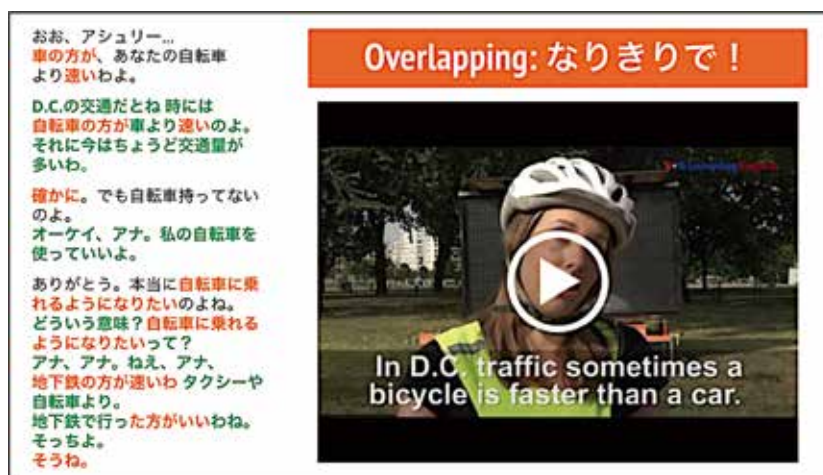 おお、アシュリー...
車の方が、あなたの自転車
より速いわよ。
D.C.の交通だとね 時には
自転車の方が車より速いのよ。
それに今はちょうど交通量が
多いわ。
確かに。でも自転車持ってない
のよ。
オーケイ、アナ。私の自転車を
使っていいよ。
ありがとう。本当に自転車に乗
れるようになりたいのよね。
どういう意味？自転車に乗れる
ようになりたいって？
アナ、アナ。ねえ、アナ、
地下鉄の方が速いわ タクシーや
自転車より。
地下鉄で行った方がいいわね。
そっちよ。
そうね。
Overlapping: なりきりで！
In D.C. traffic sometimes a
bicycle is faster than a car.